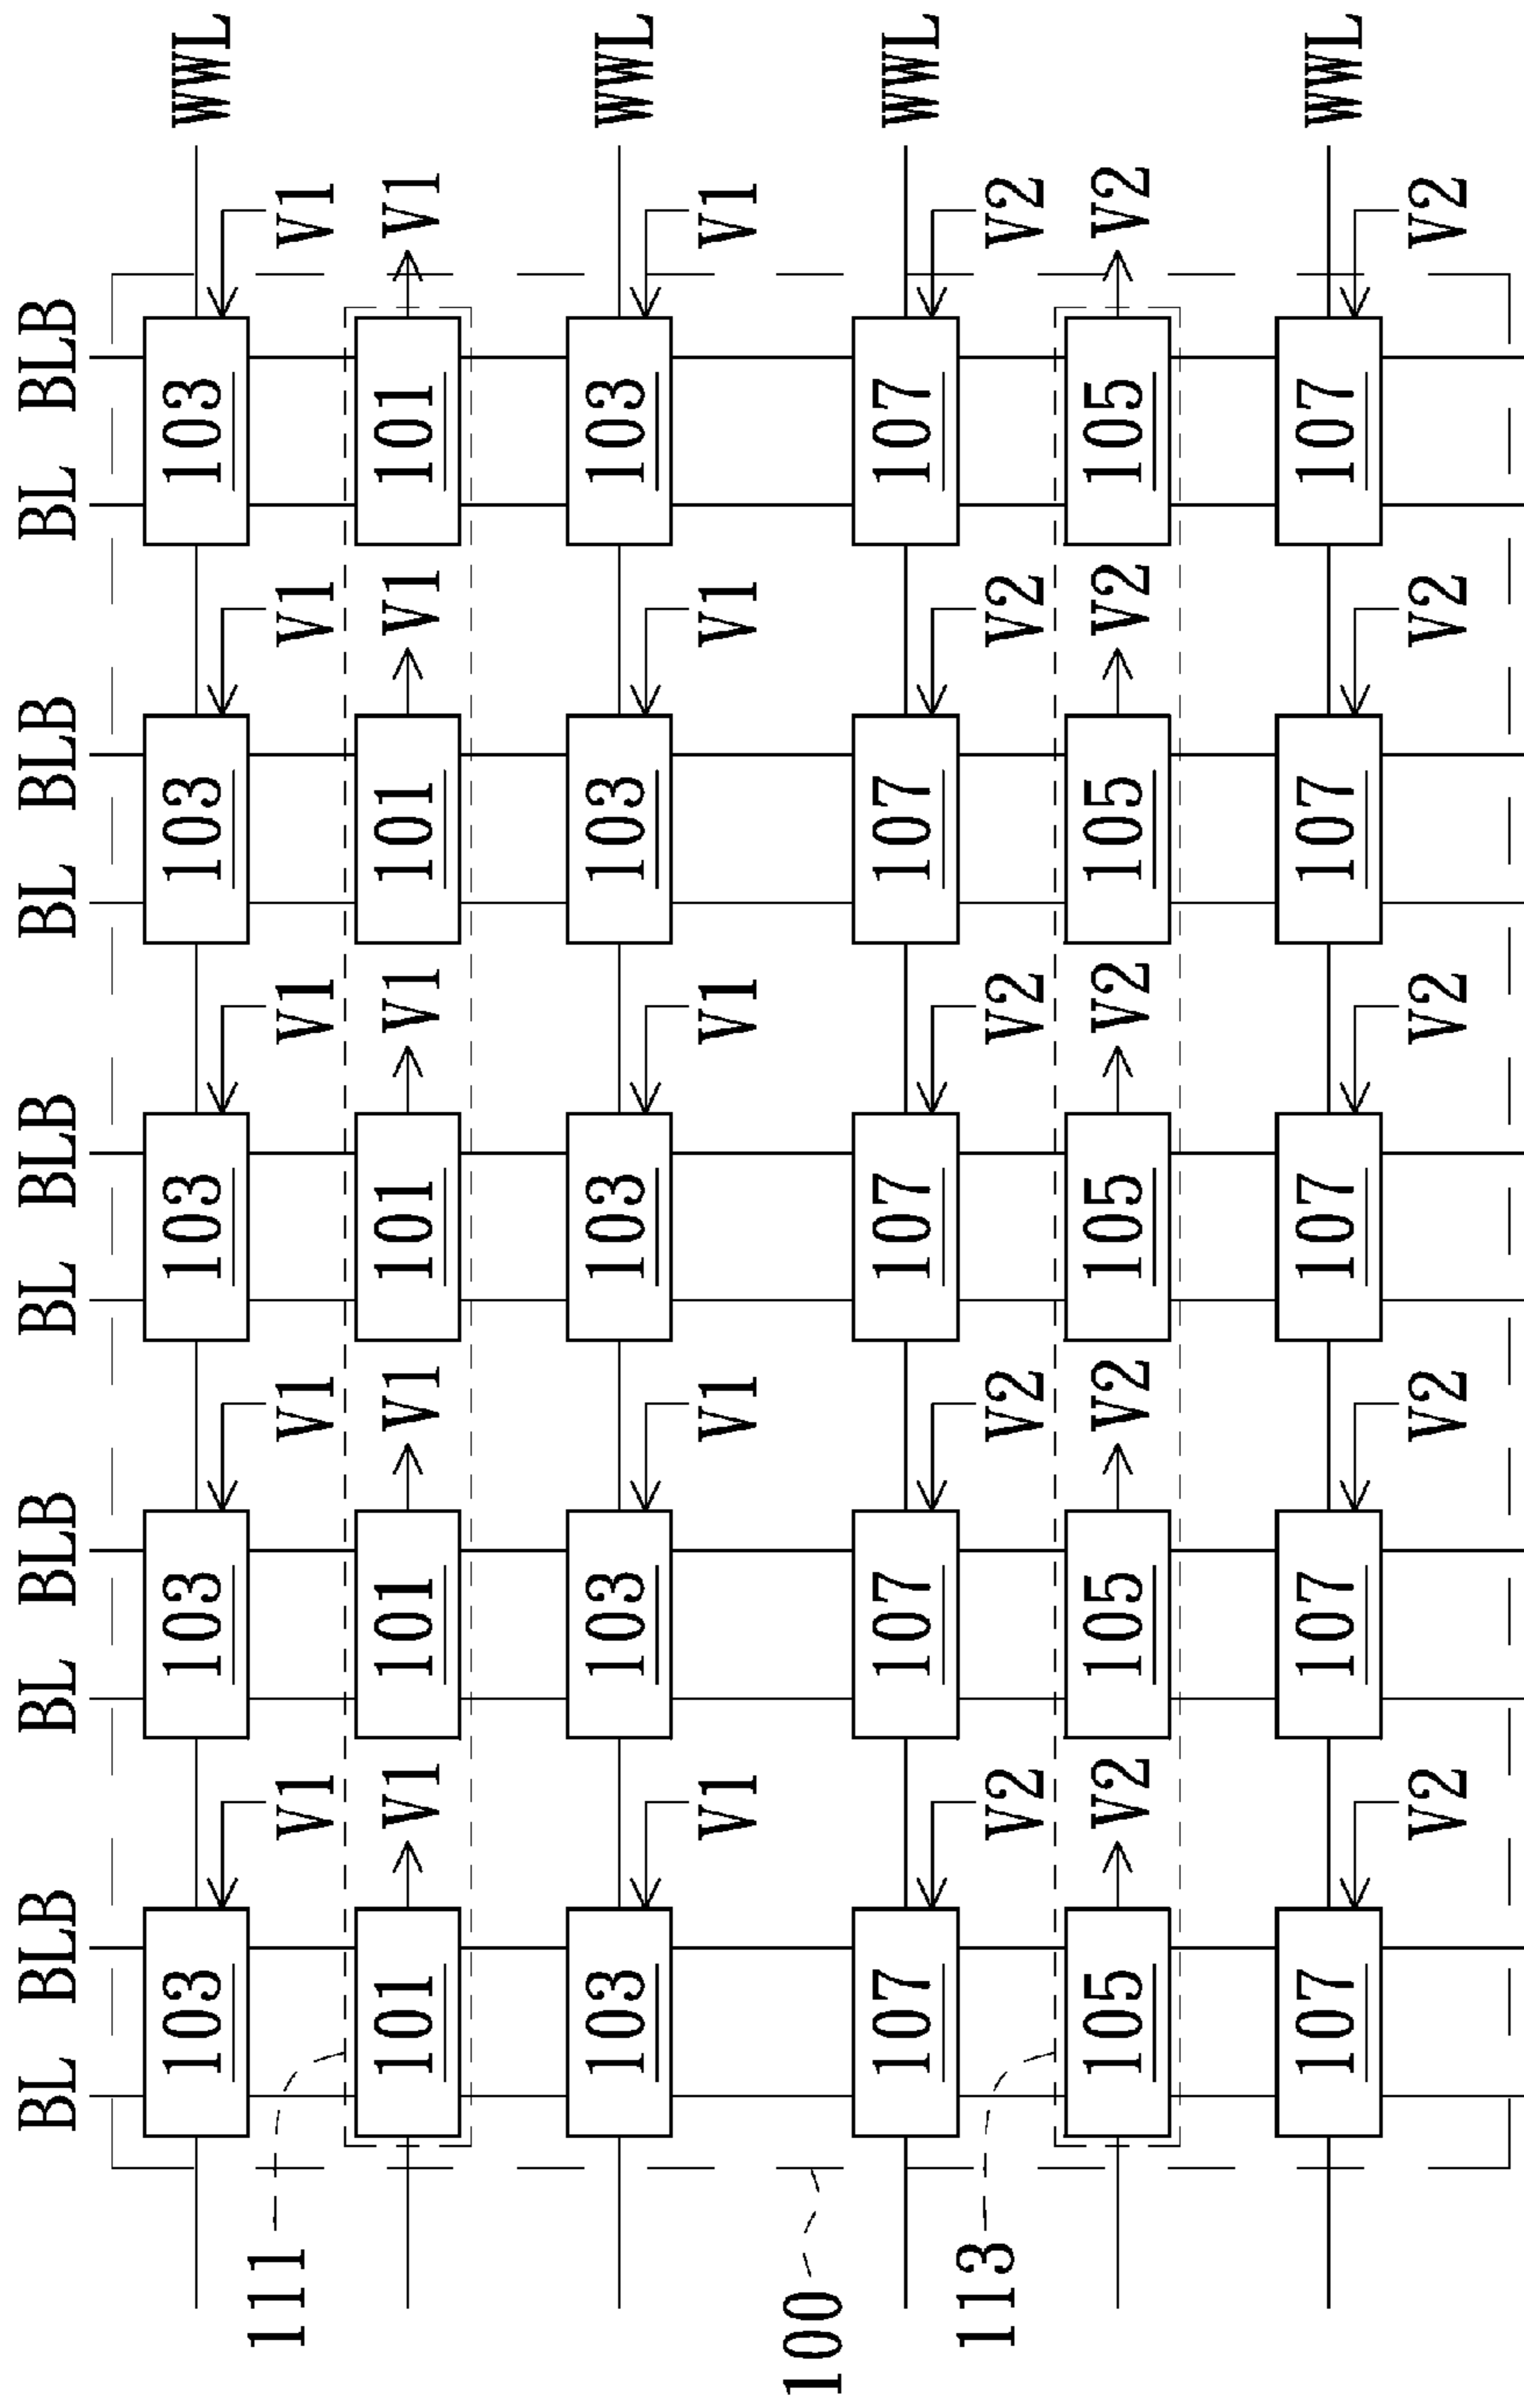 BL BLB BL BLB BL BLB BL BLB BL BLB
103 103 103 103 103 WWL
111 V1 V1 V1 V1 V1
101 V1 101 V1 101 V1 101 V1 101 V1
103 103 103 103 103 WWL
V1 V1 V1 V1 V1
100
107 107 107 107 107 WWL
113 V2 V2 V2 V2 V2
105 V2 105 V2 105 V2 105 V2 105 V2
107 107 107 107 107 WWL
V2 V2 V2 V2 V2